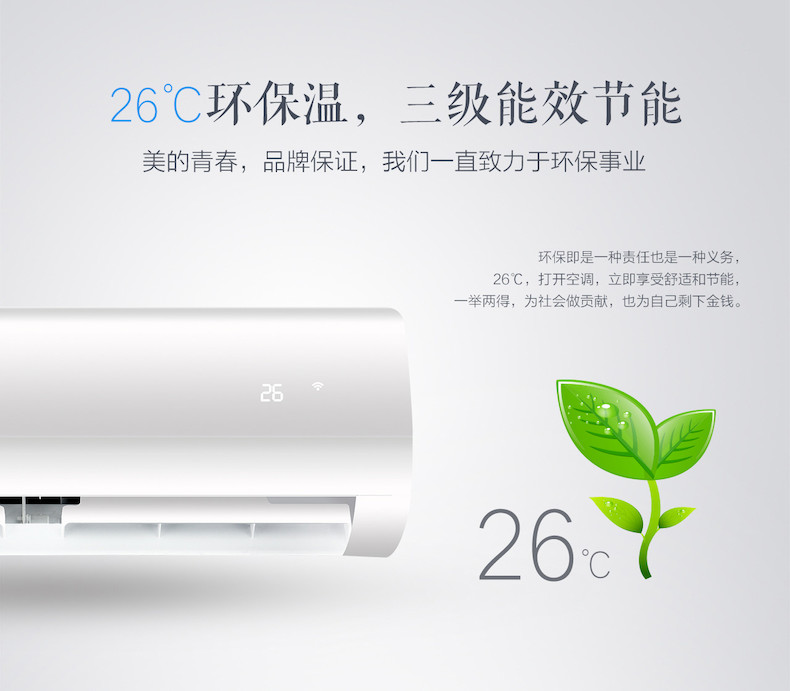 26℃环保温，三级能效节能
美的青春，品牌保证，我们一直致力于环保事业
环保即是一种责任也是一种义务，
26℃，打开空调，立即享受舒适和节能，
一举两得，为社会做贡献，也为自己剩下金钱。
26
26℃